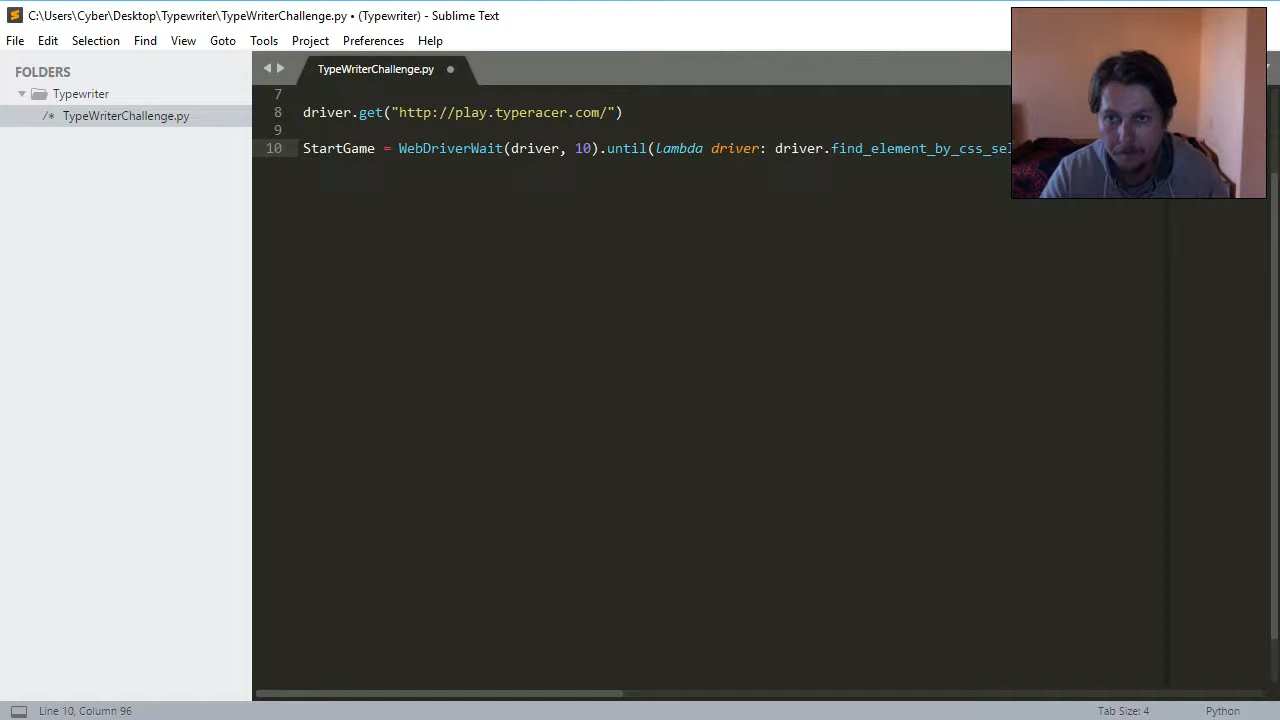 C:\Users\Cyber\Desktop\Typewriter\TypeWriterChallenge.py • (Typewriter) - Sublime Text
File Edit Selection Find View Goto Tools Project Preferences Help
FOLDERS
Typewriter
/* TypeWriterChallenge.py
TypeWriterChallenge.py
7
8 driver.get("http://play.typeracer.com/")
9
10 StartGame = WebDriverWait(driver, 10).until(lambda driver: driver.find_element_by_css_sel
Line 10, Column 96
Tab Size: 4
Python